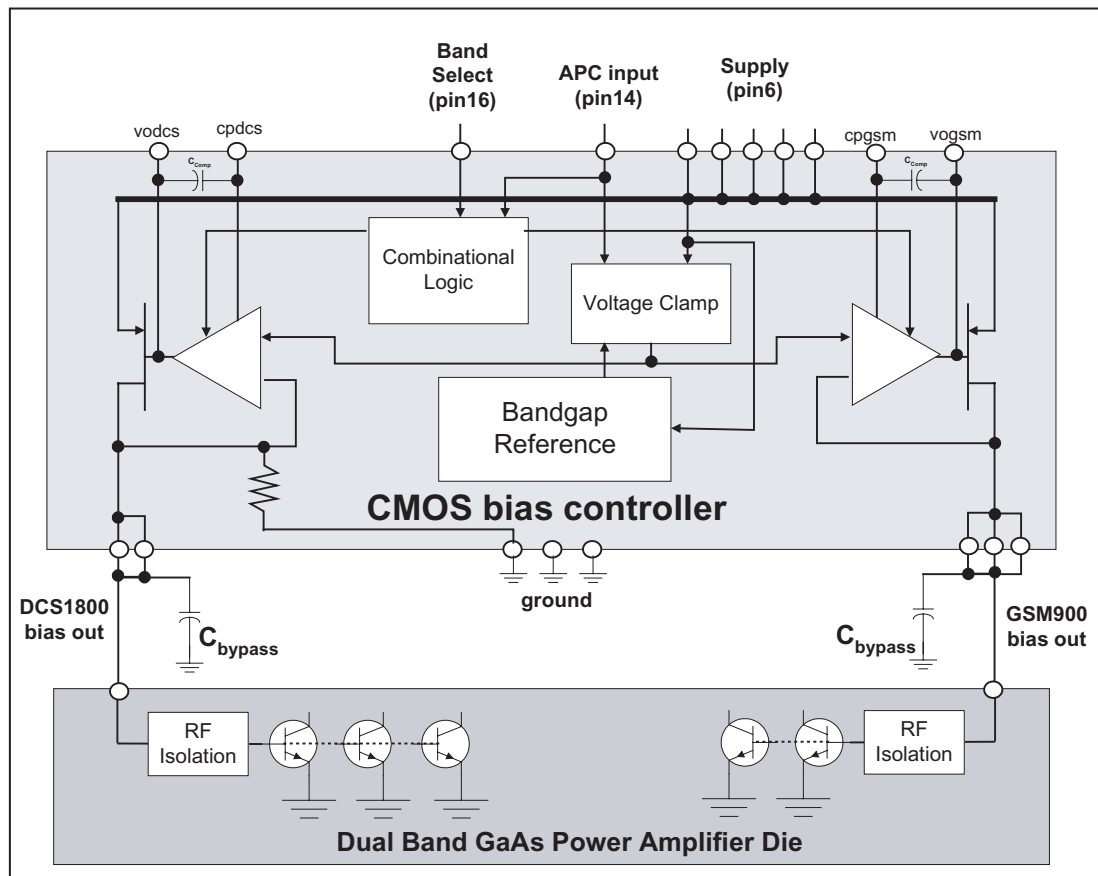 Band
Select
(pin16)
APC input
(pin14)
Supply
(pin6)
vodcs
cpdcs
cpgsm
vogsm
CComp
CComp
Combinational
Logic
Voltage Clamp
Bandgap
Reference
CMOS bias controller
ground
DCS1800
bias out
Cbypass
Cbypass
GSM900
bias out
RF
Isolation
RF
Isolation
Dual Band GaAs Power Amplifier Die